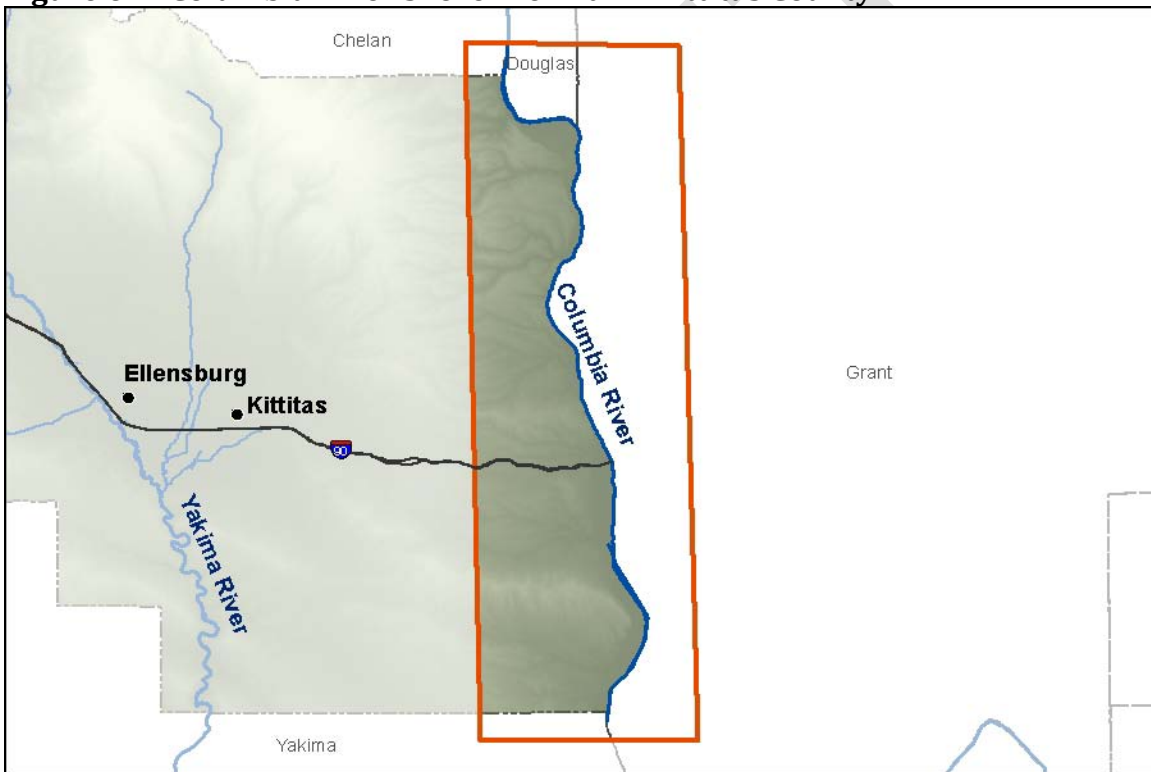 Chelan
Douglas
Columbia River
Grant
Ellensburg
Kittitas
90
Yakima River
Yakima